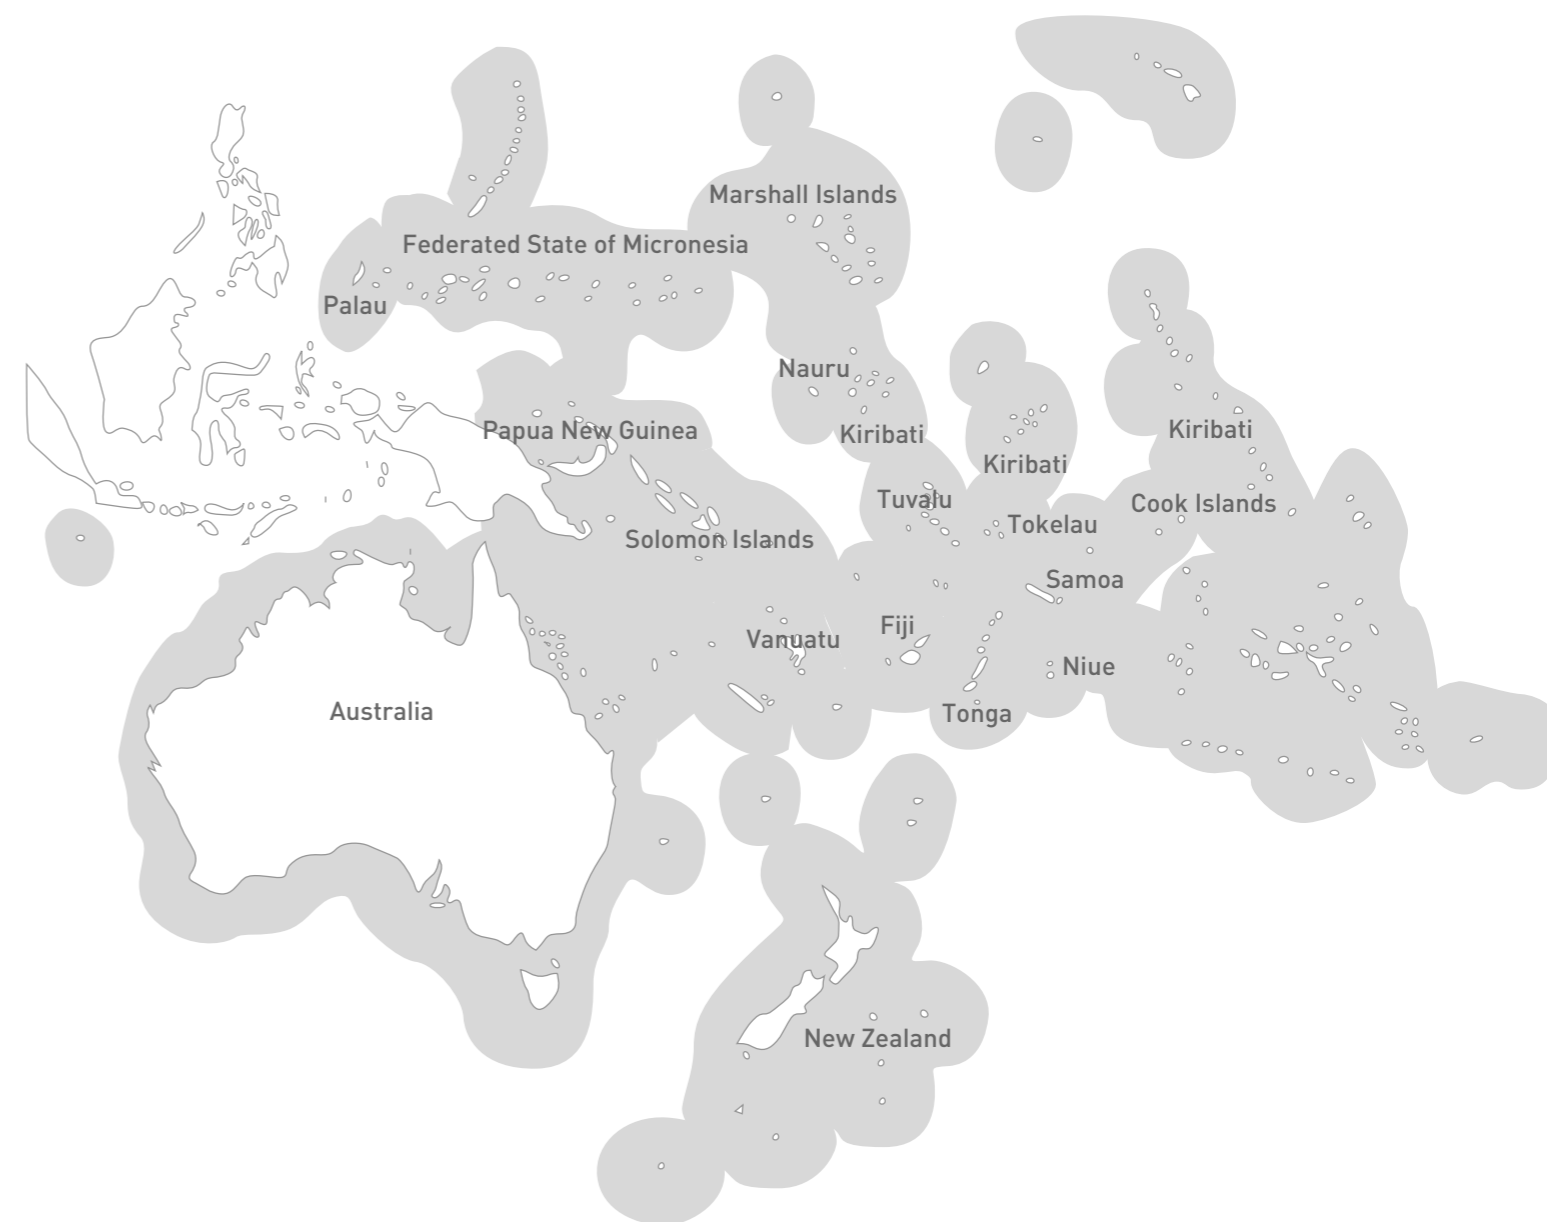 Marshall Islands
Federated State of Micronesia
Palau
Nauru
Papua New Guinea
Kiribati
Kiribati
Kiribati
Tuvalu
Cook Islands
Tokelau
Solomon Islands
Samoa
Fiji
Vanuatu
Niue
Australia
Tonga
New Zealand